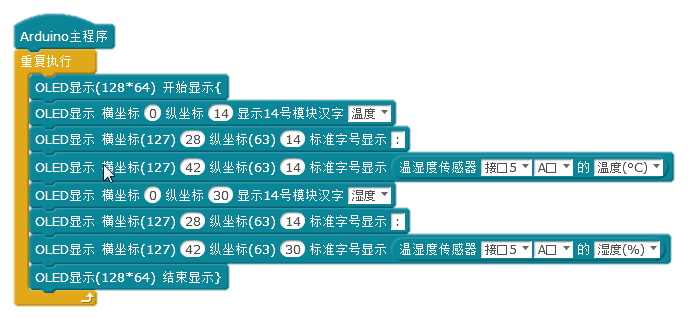 Arduino主程序
重复执行
OLED显示(128*64) 开始显示{
OLED显示 横坐标 0 纵坐标 14 显示14号模块汉字 温度
OLED显示 横坐标(127) 28 纵坐标(63) 14 标准字号显示 :
OLED显示 横坐标(127) 42 纵坐标(63) 14 标准字号显示 温湿度传感器 接口5 A口 的 温度(°C)
OLED显示 横坐标 0 纵坐标 30 显示14号模块汉字 湿度
OLED显示 横坐标(127) 28 纵坐标(63) 14 标准字号显示 :
OLED显示 横坐标(127) 42 纵坐标(63) 30 标准字号显示 温湿度传感器 接口5 A口 的 湿度(%)
OLED显示(128*64) 结束显示}